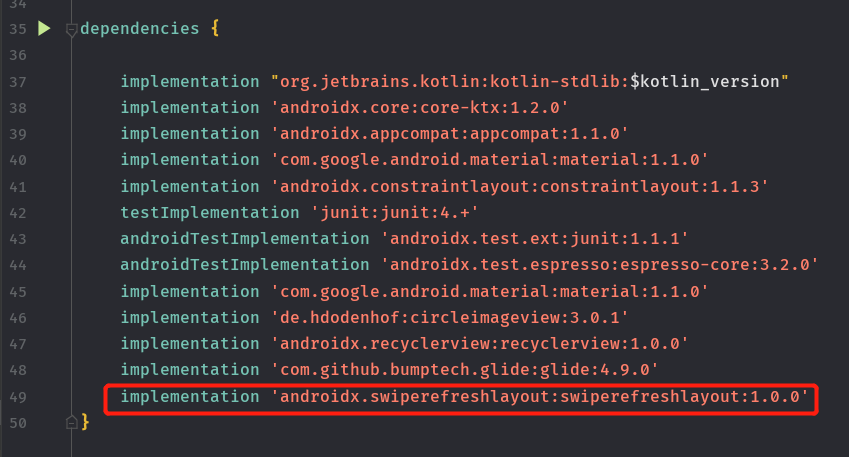 34
35 dependencies {
36
37 implementation "org.jetbrains.kotlin:kotlin-stdlib:$kotlin_version"
38 implementation 'androidx.core:core-ktx:1.2.0'
39 implementation 'androidx.appcompat:appcompat:1.1.0'
40 implementation 'com.google.android.material:material:1.1.0'
41 implementation 'androidx.constraintlayout:constraintlayout:1.1.3'
42 testImplementation 'junit:junit:4.+'
43 androidTestImplementation 'androidx.test.ext:junit:1.1.1'
44 androidTestImplementation 'androidx.test.espresso:espresso-core:3.2.0'
45 implementation 'com.google.android.material:material:1.1.0'
46 implementation 'de.hdodenhof:circleimageview:3.0.1'
47 implementation 'androidx.recyclerview:recyclerview:1.0.0'
48 implementation 'com.github.bumptech.glide:glide:4.9.0'
49 implementation 'androidx.swiperefreshlayout:swiperefreshlayout:1.0.0'
50 }